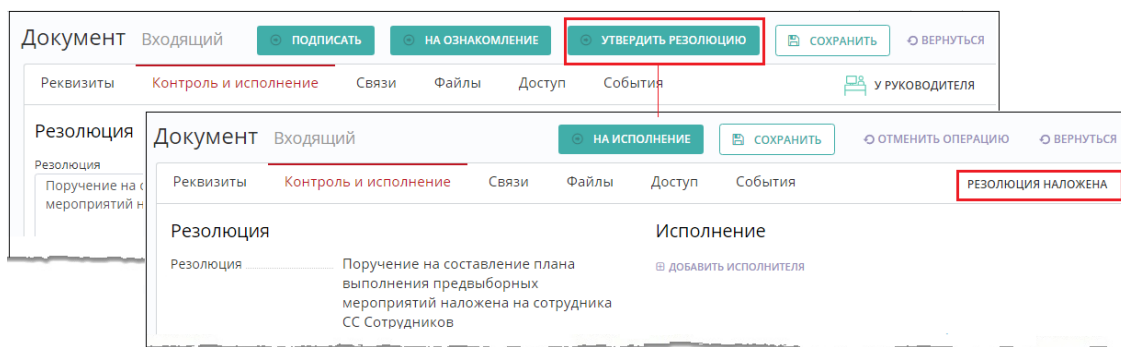 Документ Входящий ПОДПИСАТЬ НА ОЗНАКОМЛЕНИЕ УТВЕРДИТЬ РЕЗОЛЮЦИЮ СОХРАНИТЬ ВЕРНУТЬСЯ
Реквизиты Контроль и исполнение Связи Файлы Доступ События У РУКОВОДИТЕЛЯ
Резолюция
Резолюция
Поручение на
мероприятий
Документ Входящий НА ИСПОЛНЕНИЕ СОХРАНИТЬ ОТМЕНИТЬ ОПЕРАЦИЮ ВЕРНУТЬСЯ
Реквизиты Контроль и исполнение Связи Файлы Доступ События РЕЗОЛЮЦИЯ НАЛОЖЕНА
Резолюция Исполнение
Резолюция Поручение на составление плана ДОБАВИТЬ ИСПОЛНИТЕЛЯ
выполнения предвыборных
мероприятий наложена на сотрудника
СС Сотрудников